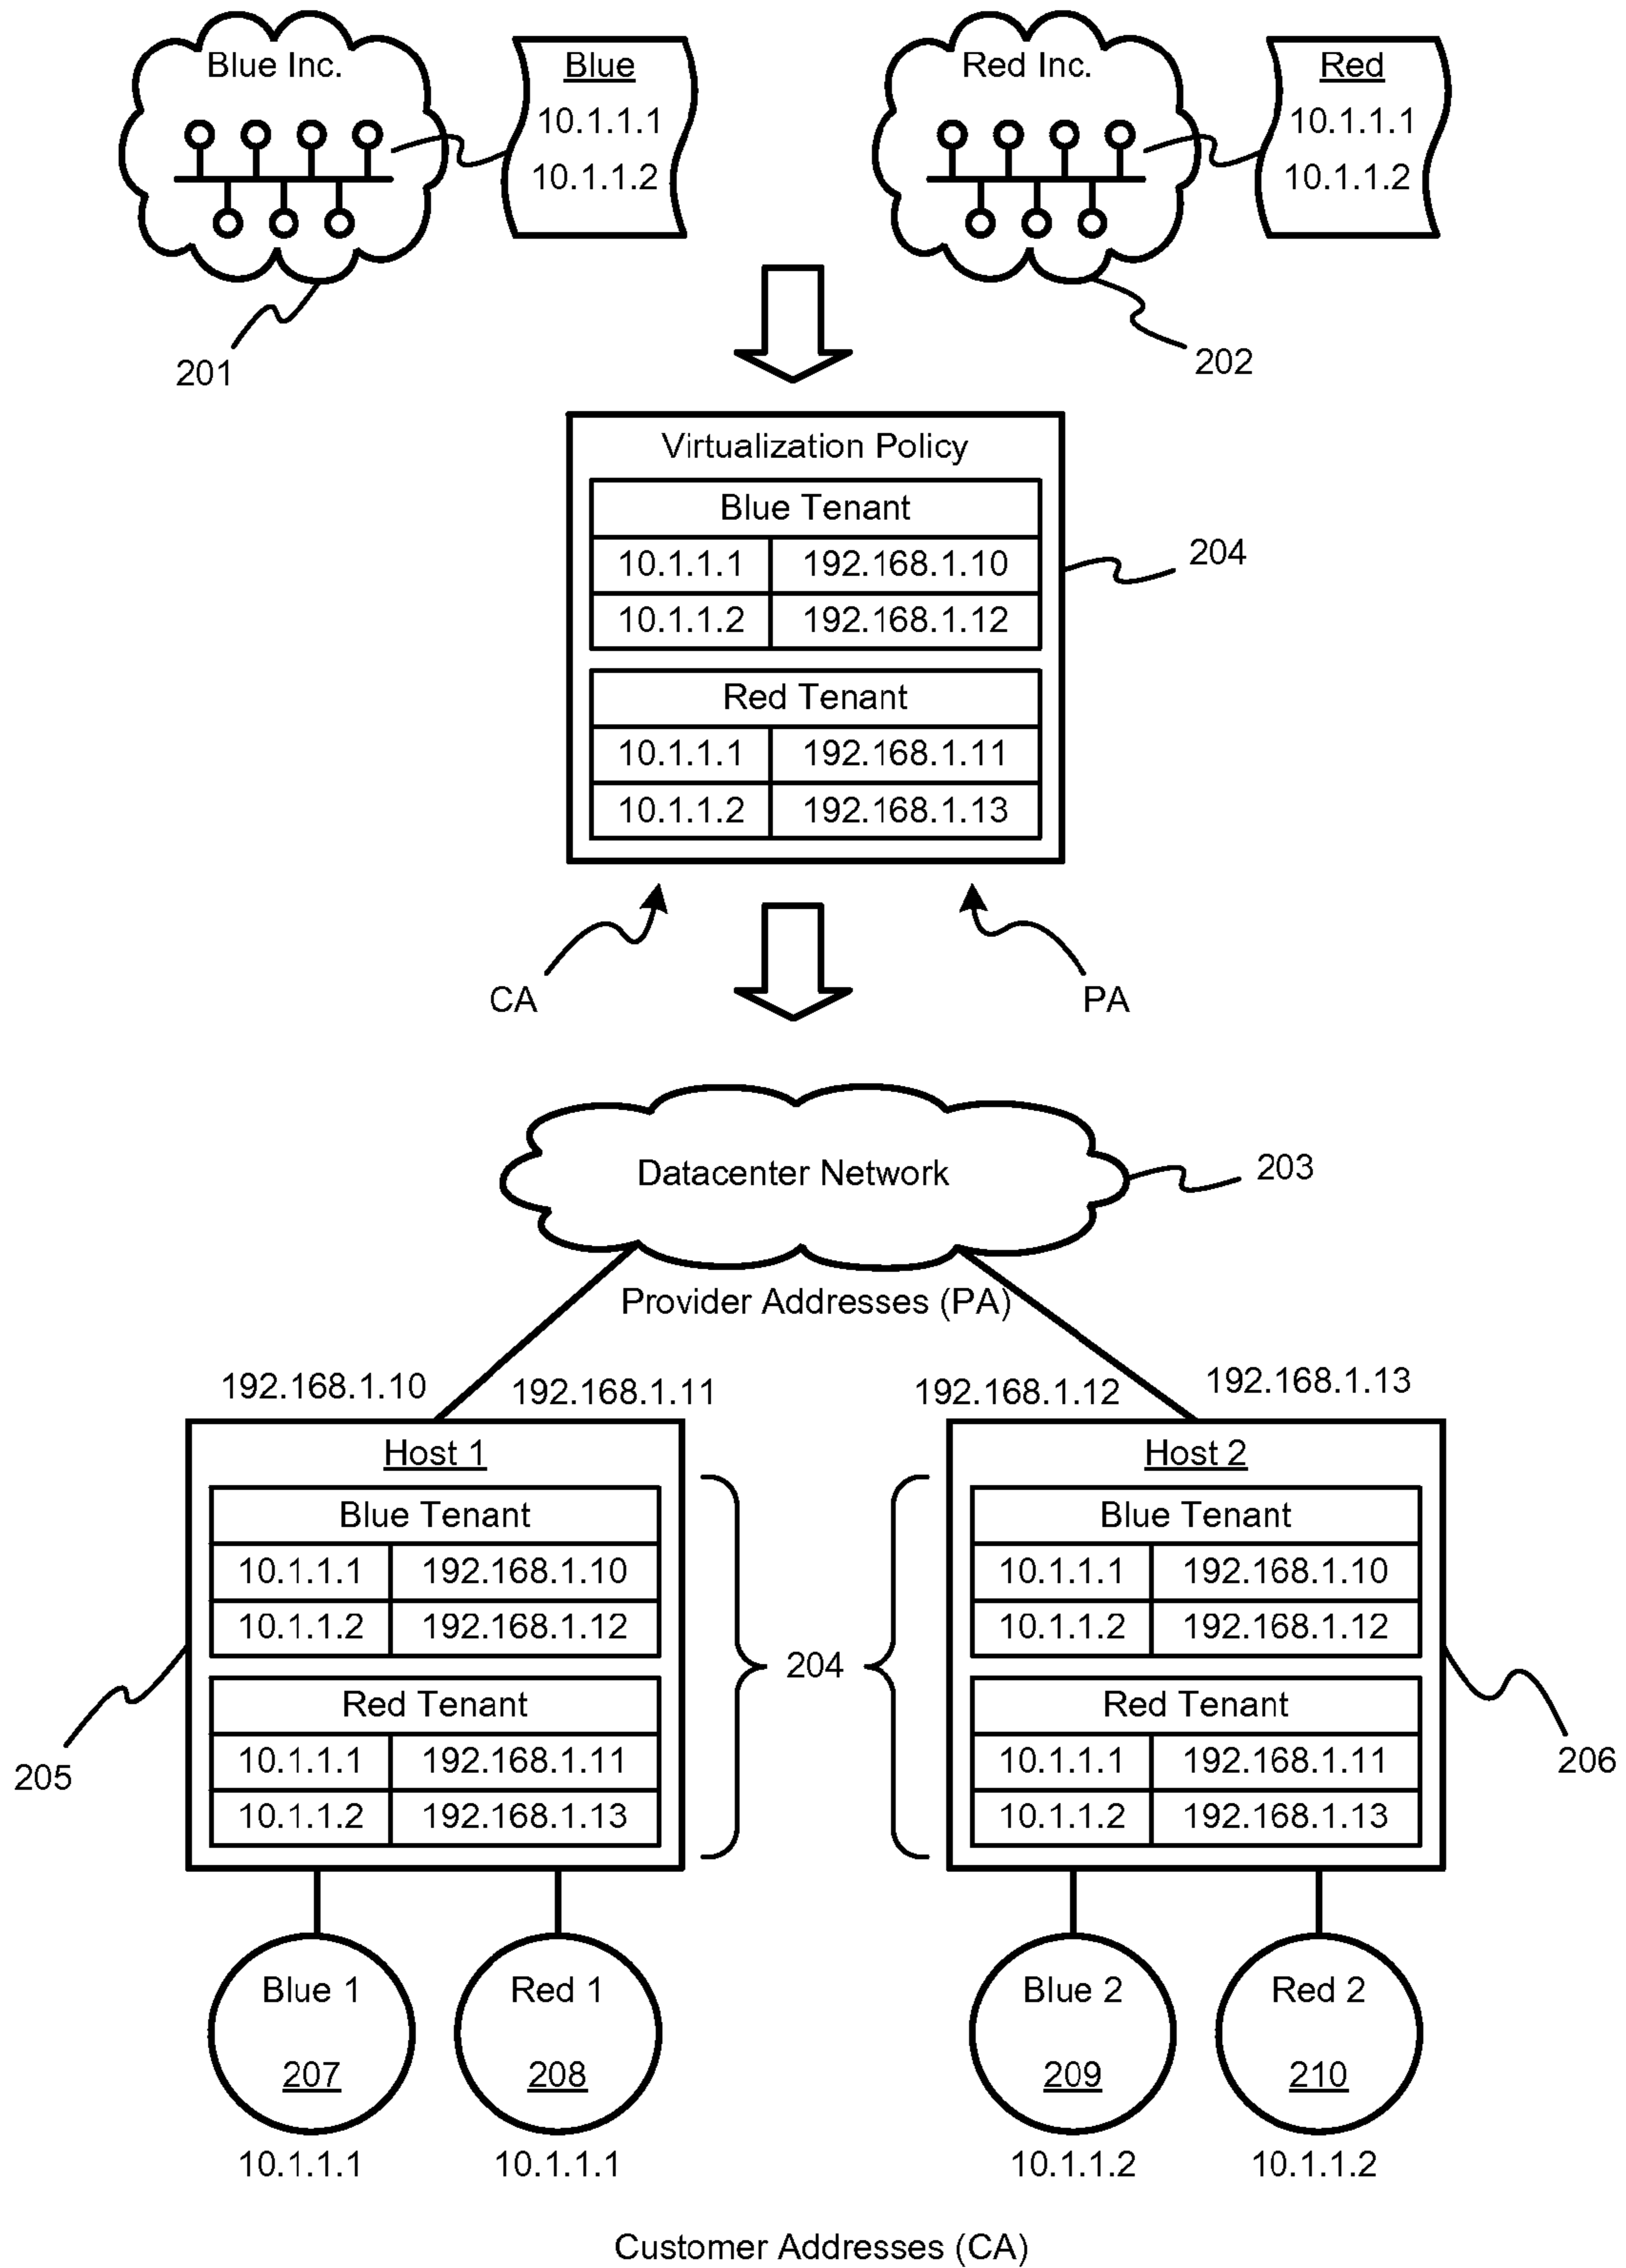 Blue Inc.
Blue
10.1.1.1
10.1.1.2
Red Inc.
Red
10.1.1.1
10.1.1.2
201
202
Virtualization Policy
Blue Tenant
10.1.1.1 192.168.1.10
10.1.1.2 192.168.1.12
Red Tenant
10.1.1.1 192.168.1.11
10.1.1.2 192.168.1.13
204
CA
PA
Datacenter Network
203
Provider Addresses (PA)
192.168.1.10
192.168.1.11
192.168.1.12
192.168.1.13
Host 1
Blue Tenant
10.1.1.1 192.168.1.10
10.1.1.2 192.168.1.12
Red Tenant
10.1.1.1 192.168.1.11
10.1.1.2 192.168.1.13
205
204
Host 2
Blue Tenant
10.1.1.1 192.168.1.10
10.1.1.2 192.168.1.12
Red Tenant
10.1.1.1 192.168.1.11
10.1.1.2 192.168.1.13
206
Blue 1
207
10.1.1.1
Red 1
208
10.1.1.1
Blue 2
209
10.1.1.2
Red 2
210
10.1.1.2
Customer Addresses (CA)